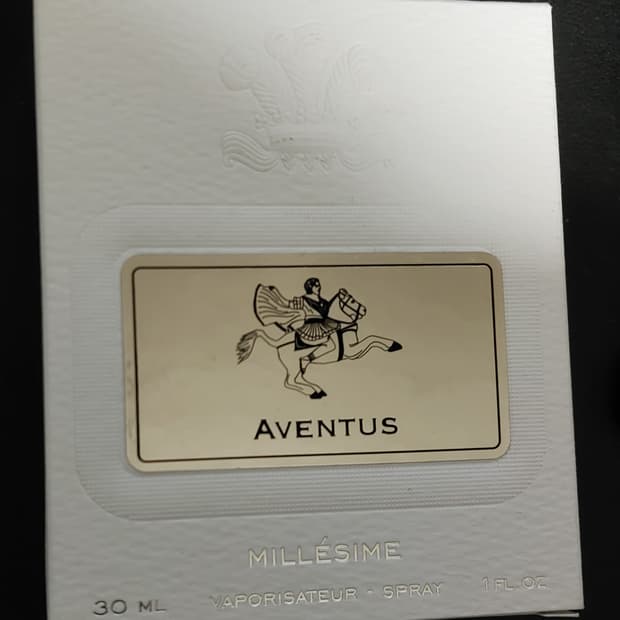 AVENTUS
MILLÉSIME
30 ML VAPORISATEUR - SPRAY 1 FL. OZ